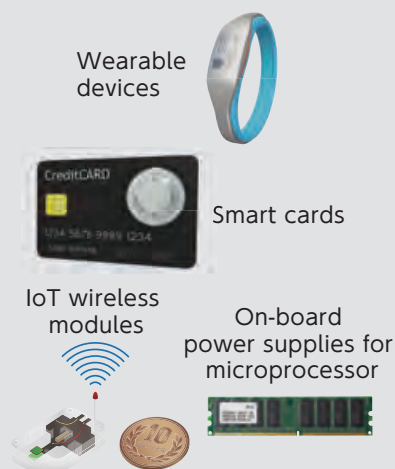 Wearable
devices
CreditCARD
1234 5678 9999 1234
Smart cards
IoT wireless
modules
On-board
power supplies for
microprocessor
10